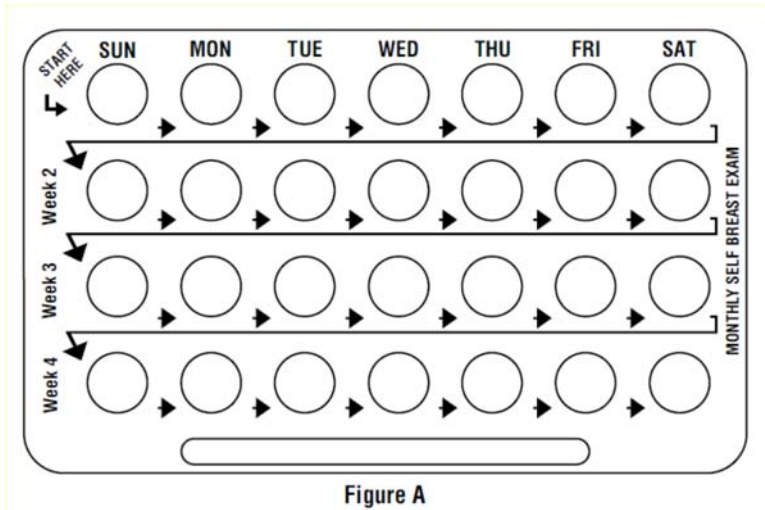 START HERE
SUN MON TUE WED THU FRI SAT
Week 2
Week 3
Week 4
MONTHLY SELF BREAST EXAM
Figure A